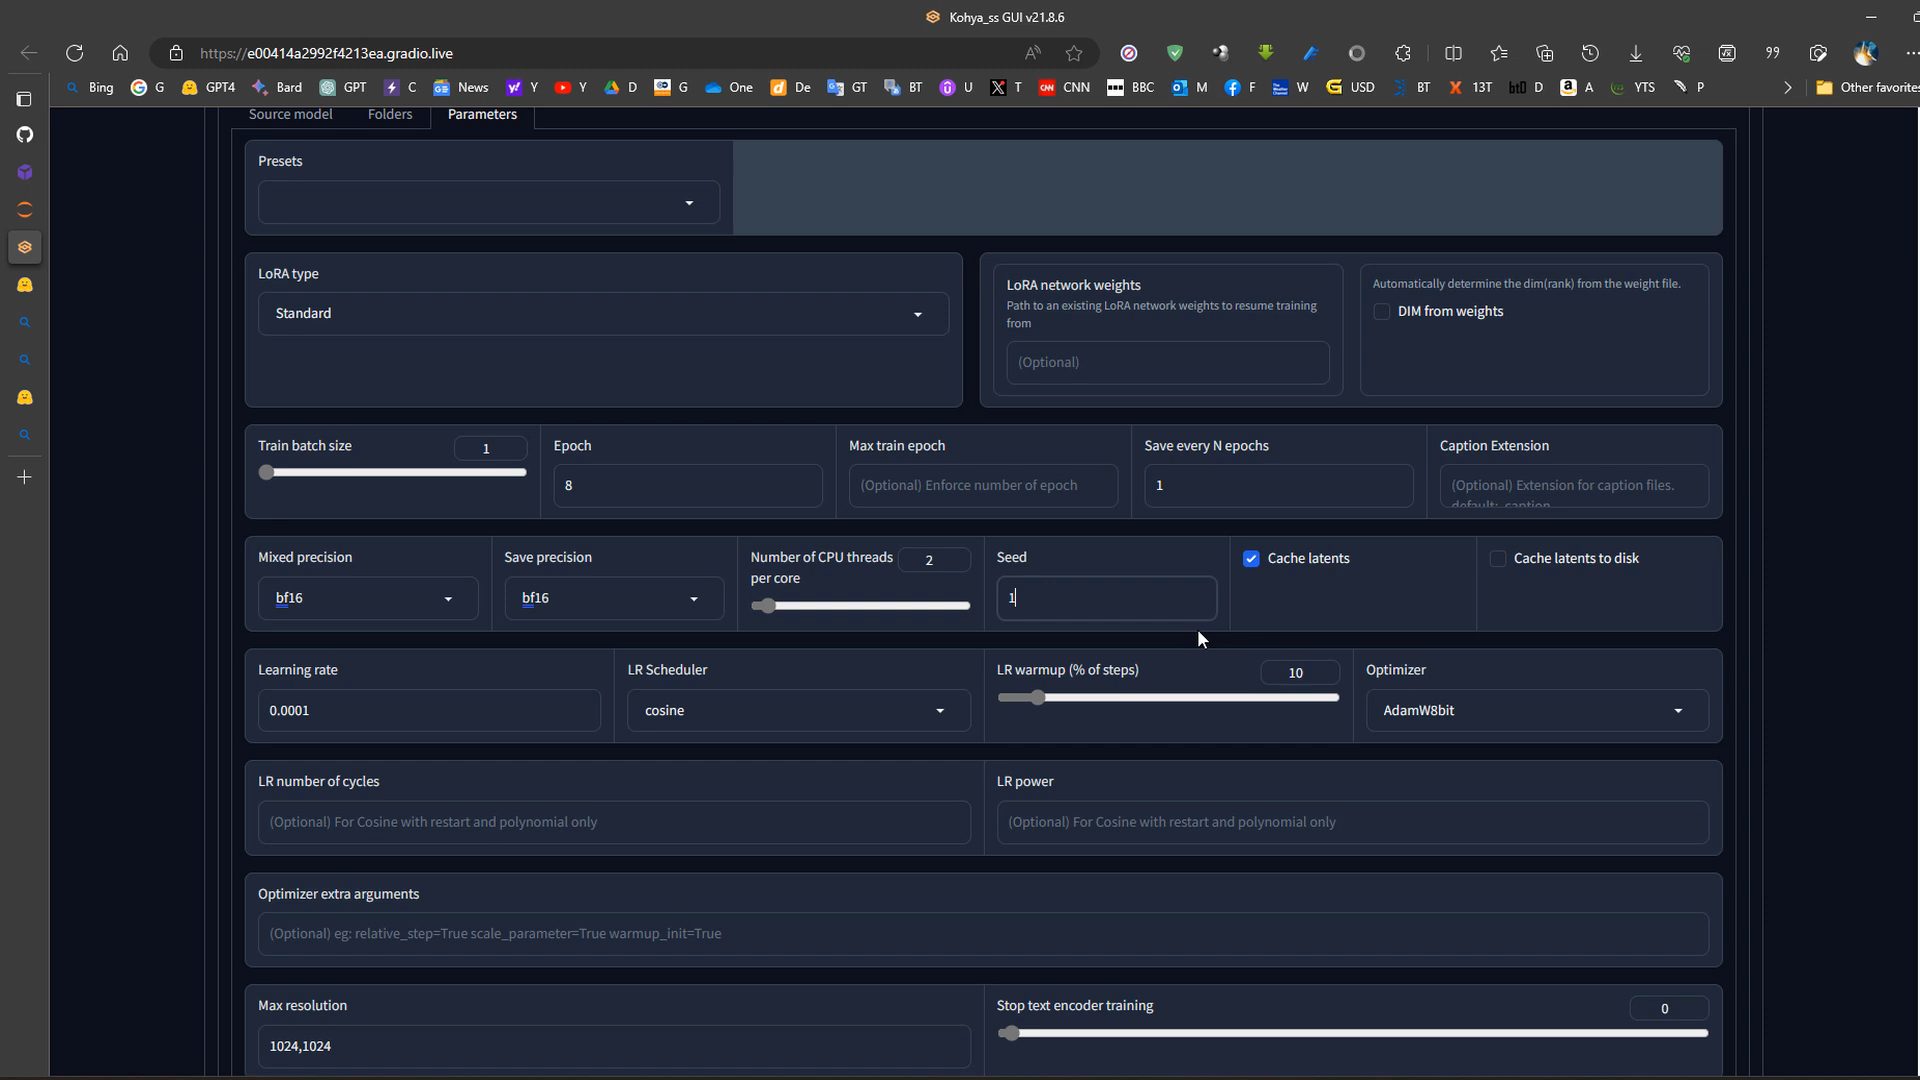 Kohya_ss GUI v21.8.6
https://e00414a2992f4213ea.gradio.live
Bing G GPT4 Bard GPT C News Y Y D G One De GT BT U T CNN BBC M F W USD BT 13T D A YTS P Other favorites
Source model Folders Parameters
Presets
LoRA type
Standard
LoRA network weights
Path to an existing LoRA network weights to resume training
from
(Optional)
Automatically determine the dim(rank) from the weight file.
DIM from weights
Train batch size 1
Epoch
8
Max train epoch
(Optional) Enforce number of epoch
Save every N epochs
1
Caption Extension
(Optional) Extension for caption files.
default: .caption
Mixed precision
bf16
Save precision
bf16
Number of CPU threads 2
per core
Seed
1
Cache latents
Cache latents to disk
Learning rate
0.0001
LR Scheduler
cosine
LR warmup (% of steps) 10
Optimizer
AdamW8bit
LR number of cycles
(Optional) For Cosine with restart and polynomial only
LR power
(Optional) For Cosine with restart and polynomial only
Optimizer extra arguments
(Optional) eg: relative_step=True scale_parameter=True warmup_init=True
Max resolution
1024,1024
Stop text encoder training 0